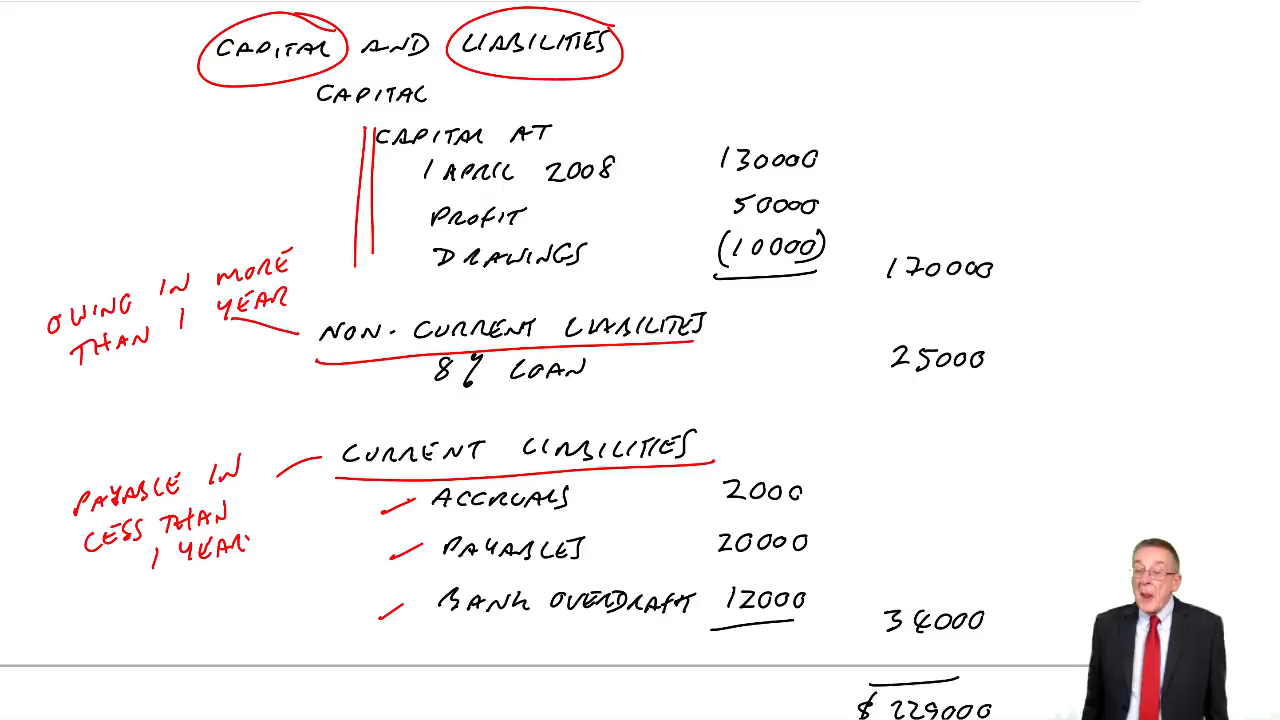 CAPITAL AND LIABILITIES
CAPITAL
CAPITAL AT
1 APRIL 2008 130000
PROFIT 50000
DRAWINGS (10000) 170000
OWING IN MORE
THAN 1 YEAR
NON-CURRENT LIABILITES
8% LOAN 25000
CURRENT LIABILITIES
PAYABLE IN
LESS THAN
1 YEAR
ACCRUALS 2000
PAYABLES 20000
BANK OVERDRAFT 12000 34000
$ 229000